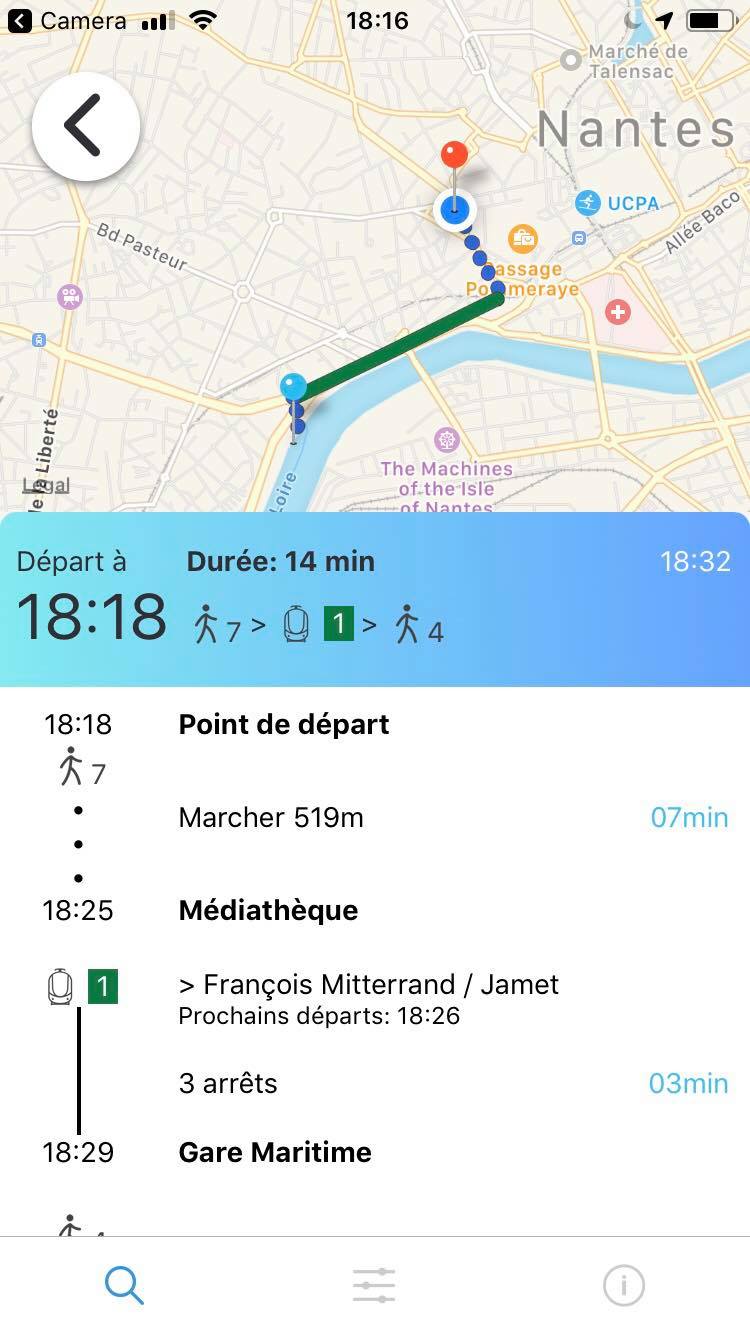 Camera
18:16
Marché de
Talensac
Nantes
UCPA
Allée Baco
Bd Pasteur
Passage
Pommeraye
The Machines
of the Isle
of Nantes
Loire
Legal
de la Liberté
Départ à
Durée: 14 min
18:32
18:18
7 > 1 > 4
18:18
Point de départ
7
Marcher 519m
07min
18:25
Médiathèque
1
> François Mitterrand / Jamet
Prochains départs: 18:26
3 arrêts
03min
18:29
Gare Maritime